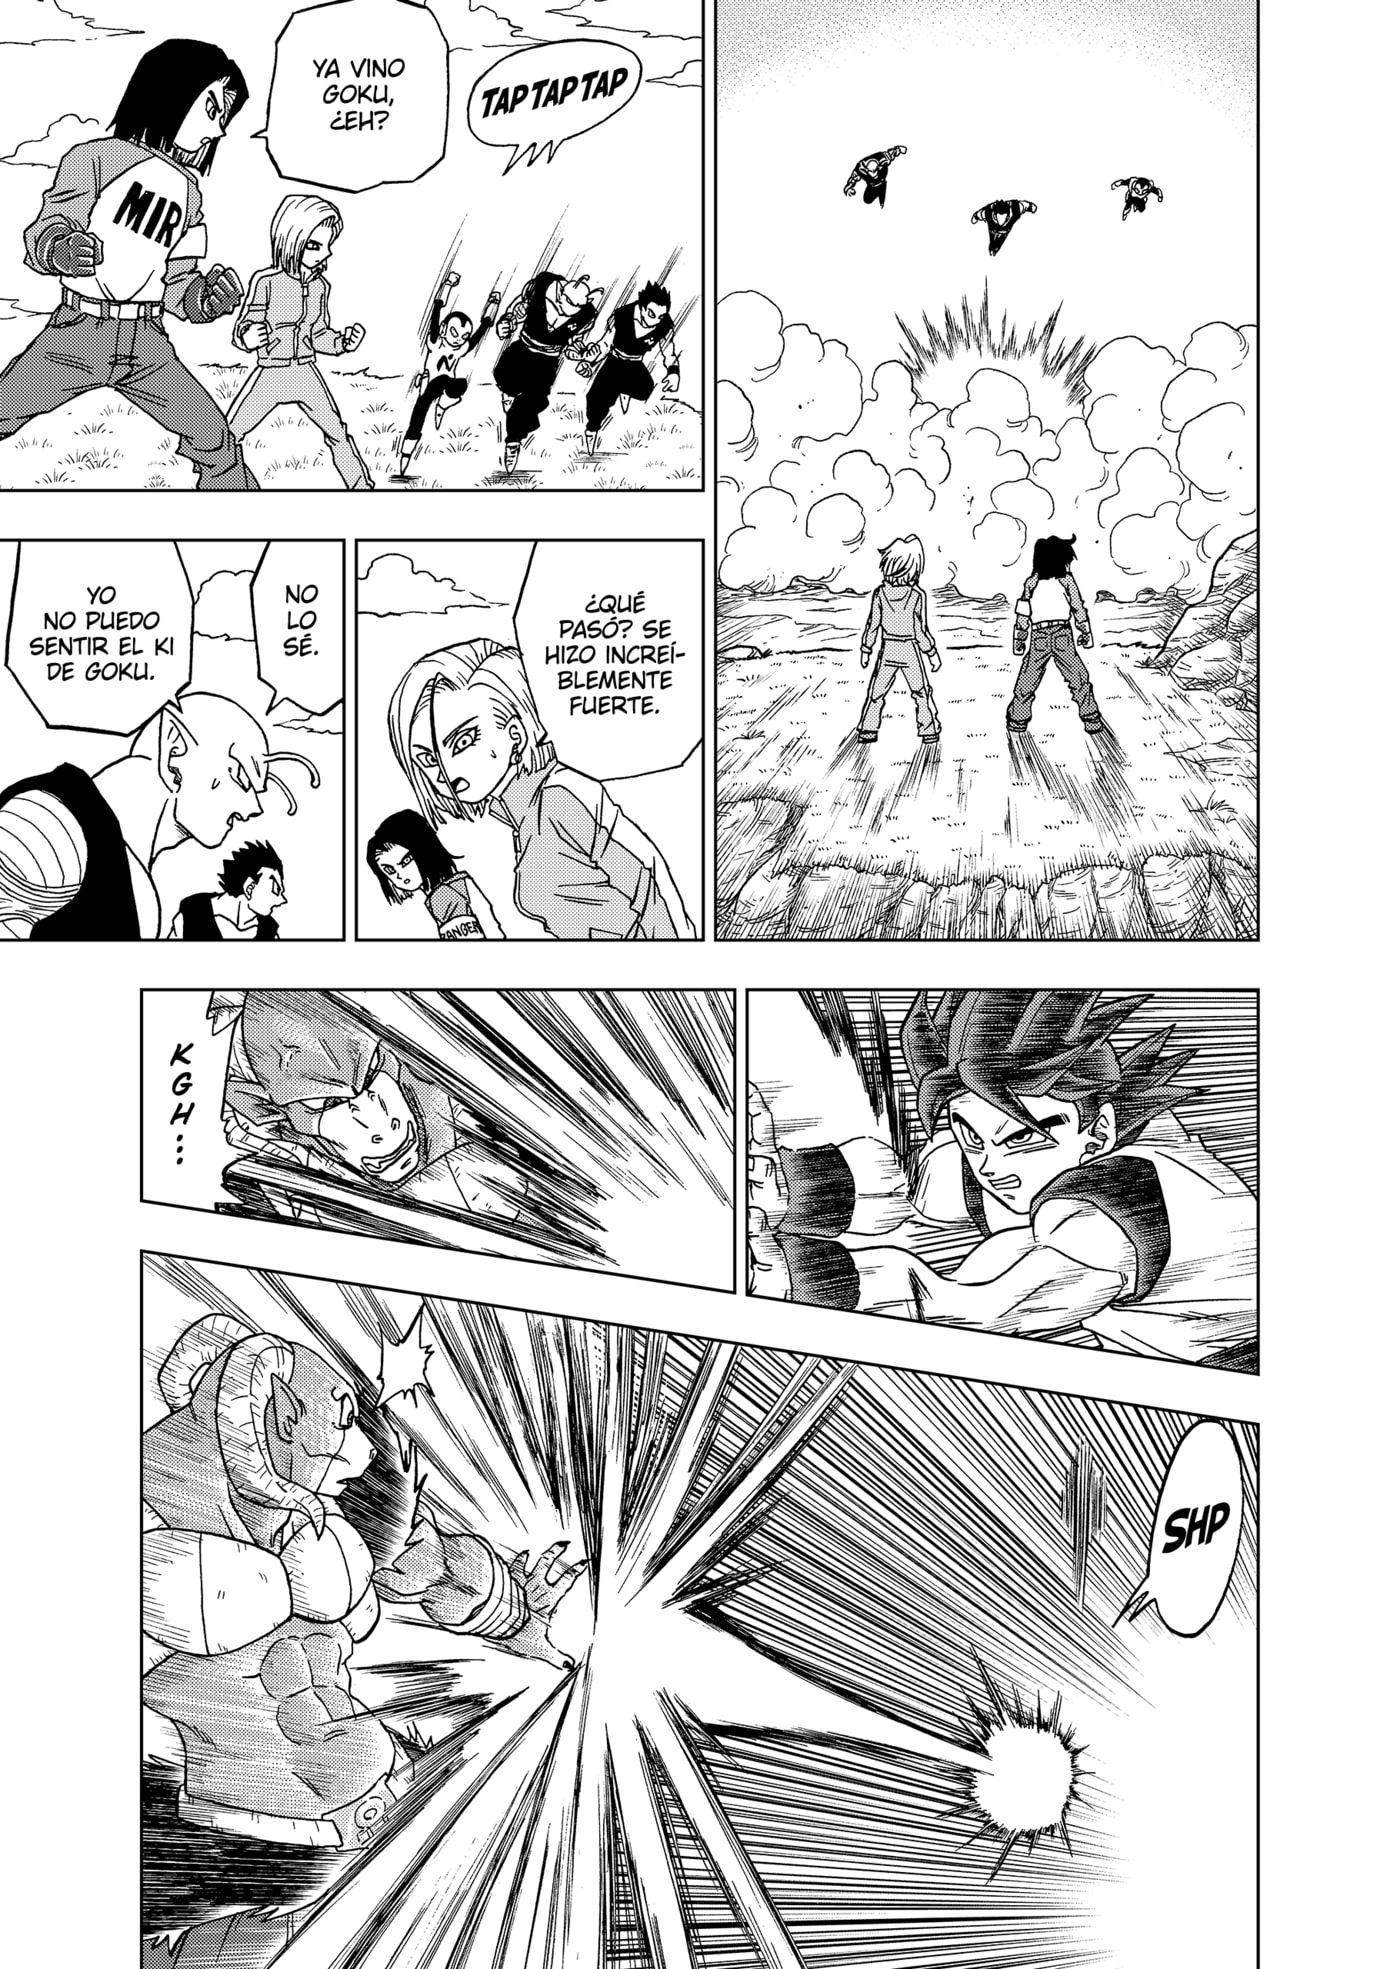 YA VINO
GOKU,
¿EH?
TAP TAP TAP
MIR
¿QUÉ
PASÓ? SE
HIZO INCREÍ-
BLEMENTE
FUERTE.
RANGER
NO
LO
SÉ.
YO
NO PUEDO
SENTIR EL KI
DE GOKU.
KGH...
SHP